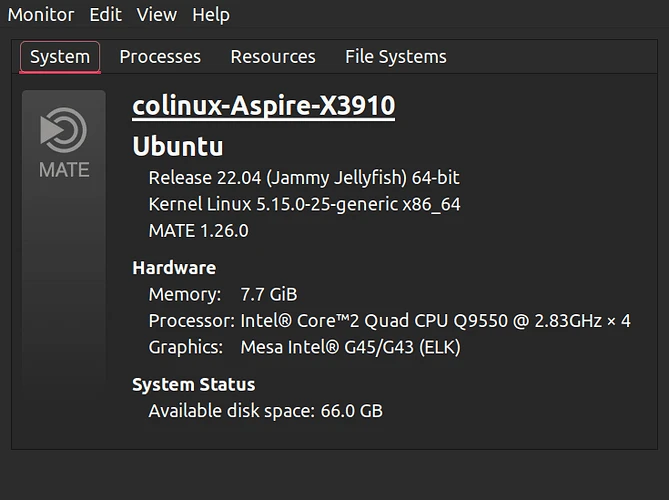 Monitor Edit View Help
System Processes Resources File Systems
MATE
colinux-Aspire-X3910
Ubuntu
Release 22.04 (Jammy Jellyfish) 64-bit
Kernel Linux 5.15.0-25-generic x86_64
MATE 1.26.0
Hardware
Memory: 7.7 GiB
Processor: Intel® Core™2 Quad CPU Q9550 @ 2.83GHz × 4
Graphics: Mesa Intel® G45/G43 (ELK)
System Status
Available disk space: 66.0 GB